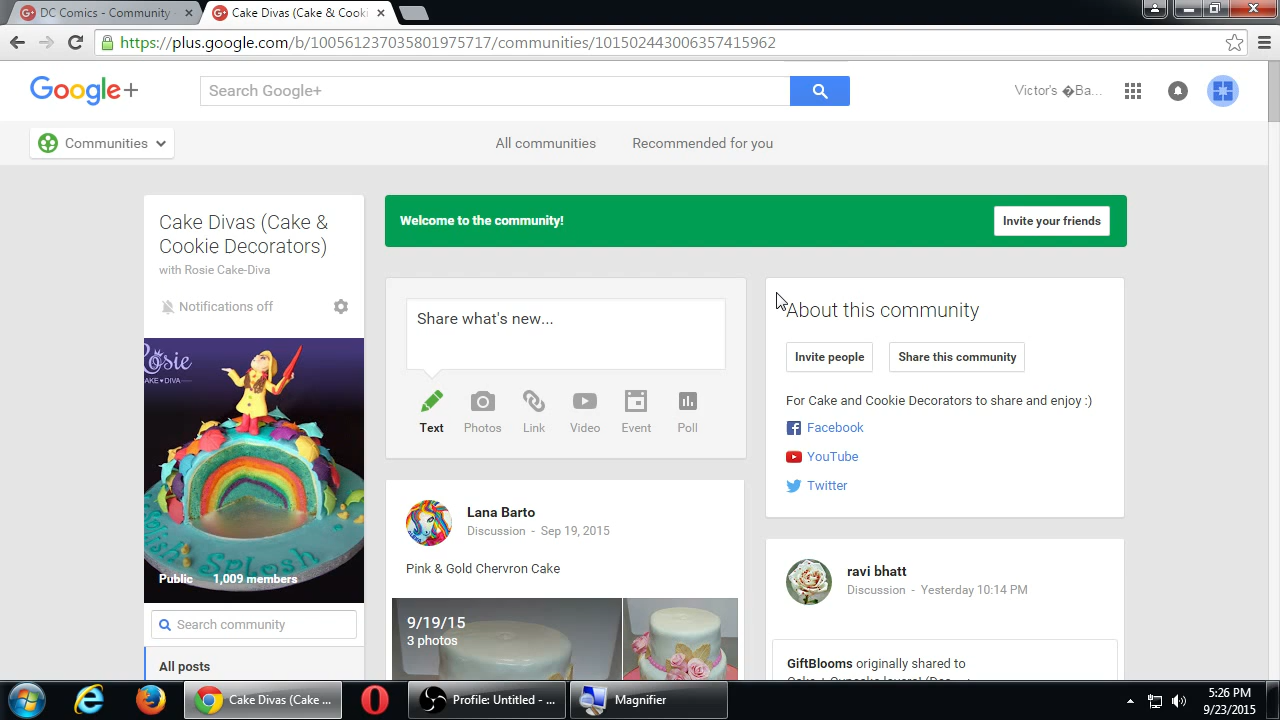 DC Comics - Community
Cake Divas (Cake & Cooki
https://plus.google.com/b/100561237035801975717/communities/101502443006357415962
Google+
Search Google+
Victor's �Ba...
Communities
All communities
Recommended for you
Cake Divas (Cake &
Cookie Decorators)
with Rosie Cake-Diva
Notifications off
Rosie
CAKE DIVA
Public
1,009 members
Search community
All posts
Welcome to the community!
Invite your friends
Share what's new...
Text
Photos
Link
Video
Event
Poll
Lana Barto
Discussion - Sep 19, 2015
Pink & Gold Chervron Cake
9/19/15
3 photos
About this community
Invite people
Share this community
For Cake and Cookie Decorators to share and enjoy :)
Facebook
YouTube
Twitter
ravi bhatt
Discussion - Yesterday 10:14 PM
GiftBlooms originally shared to
Cake Divas (Cake ...
Profile: Untitled - ...
Magnifier
5:26 PM
9/23/2015